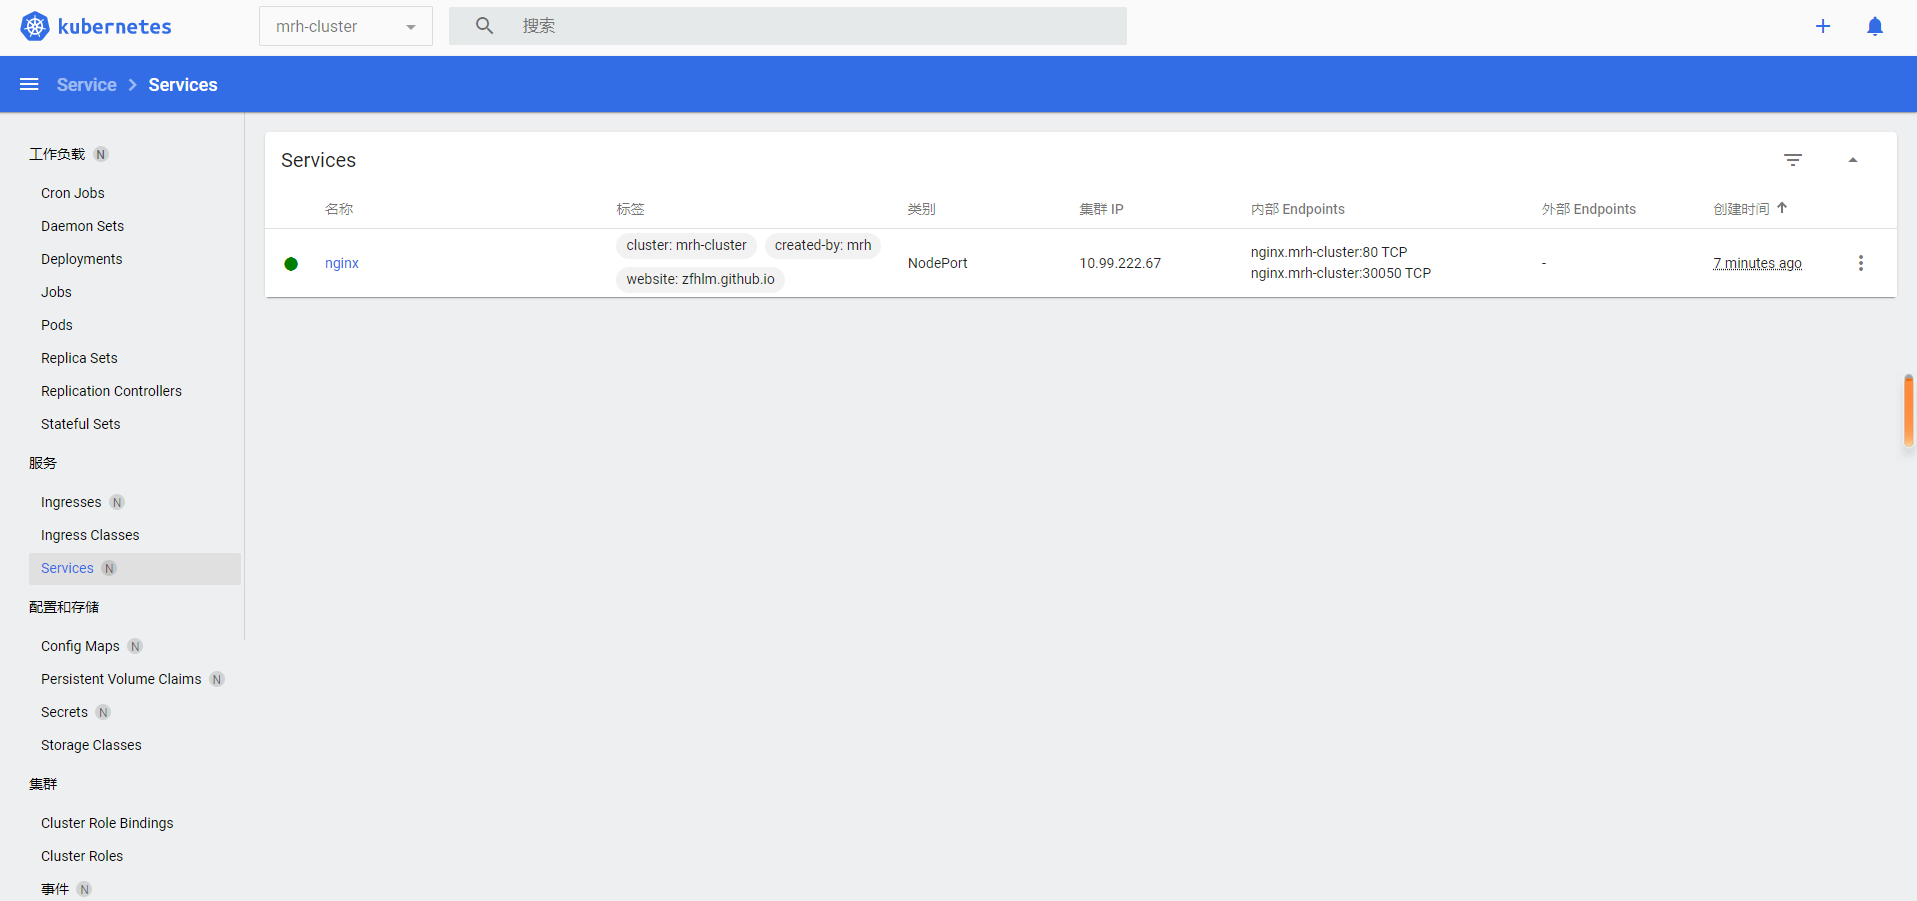 kubernetes
mrh-cluster
搜索
Service > Services
工作负载 N
Cron Jobs
Daemon Sets
Deployments
Jobs
Pods
Replica Sets
Replication Controllers
Stateful Sets
服务
Ingresses N
Ingress Classes
Services N
配置和存储
Config Maps N
Persistent Volume Claims N
Secrets N
Storage Classes
集群
Cluster Role Bindings
Cluster Roles
事件 N
Services
名称 标签 类别 集群 IP 内部 Endpoints 外部 Endpoints 创建时间
cluster: mrh-cluster created-by: mrh
website: zfhlm.github.io
nginx NodePort 10.99.222.67
nginx.mrh-cluster:80 TCP
nginx.mrh-cluster:30050 TCP
- 7 minutes ago